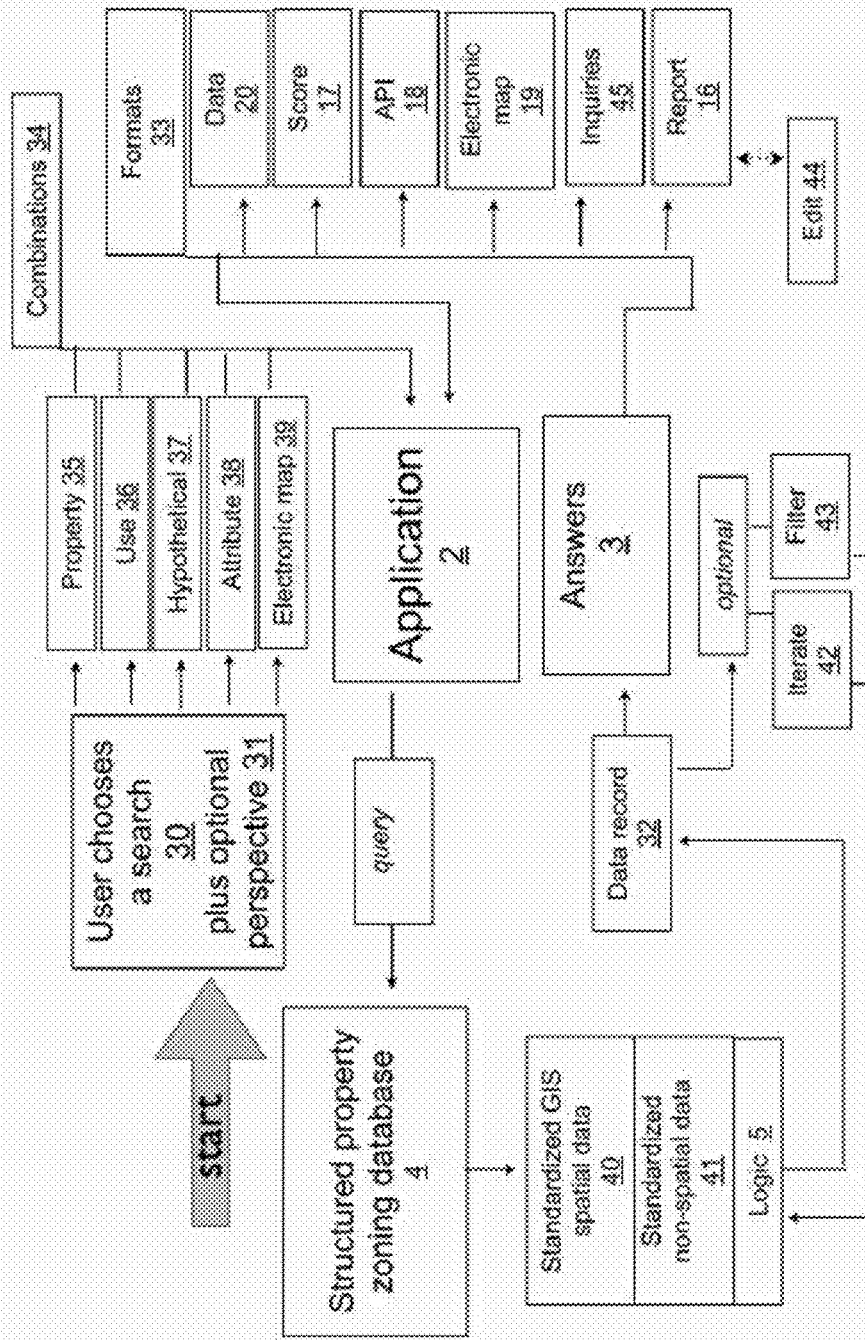 start
User chooses
a search
30
plus optional
perspective 31
Property 35
Use 36
Hypothetical 37
Attribute 38
Electronic map 39
Combinations 34
Formats
33
Data
20
Score
17
API
18
Electronic
map
19
Inquiries
45
Report
16
Edit 44
Application
2
query
Structured property
zoning database
4
Standardized GIS
spatial data
40
Standardized
non-spatial data
41
Logic 5
Data record
32
Answers
3
optional
Iterate
42
Filter
43